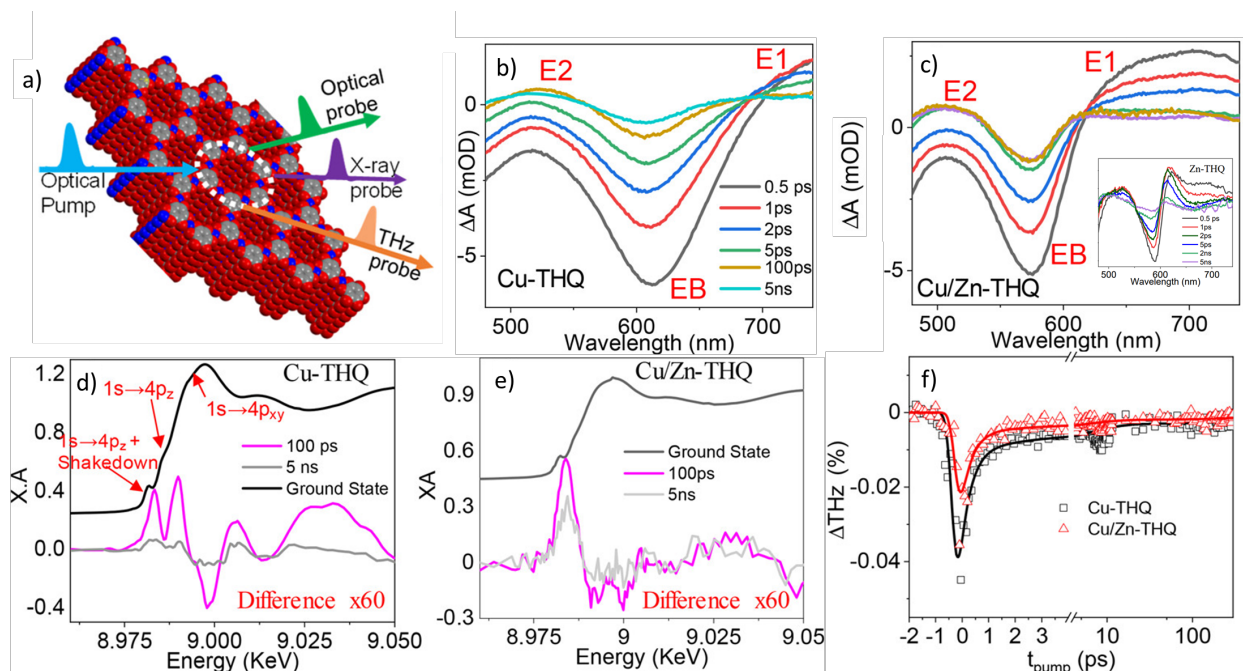 a)
Optical
probe
Optical
Pump
X-ray
probe
THz
probe
b)
E2
E1
EB
0
-5
ΔA (mOD)
0.5 ps
1ps
2ps
5ps
100ps
5ns
Cu-THQ
500
600
700
Wavelength (nm)
c)
E2
E1
EB
0
-5
ΔA (mOD)
Cu/Zn-THQ
Zn-THQ
0.5 ps
1ps
2ps
5ps
2ns
5ns
500
600
700
Wavelength (nm)
500
600
700
Wavelength (nm)
d)
Cu-THQ
1.2
0.8
0.4
0.0
-0.4
X.A
1s→4pz
1s→4pxy
1s→4pz +
Shakedown
100 ps
5 ns
Ground State
Difference x60
8.975
9.000
9.025
9.050
Energy (KeV)
e)
Cu/Zn-THQ
0.9
0.3
-0.3
XA
Ground State
100ps
5ns
Difference x60
8.975
9
9.025
9.05
Energy (KeV)
f)
0.00
-0.02
-0.04
ΔTHz (%)
Cu-THQ
Cu/Zn-THQ
-2
-1
0
1
2
3
10
100
tpump (ps)